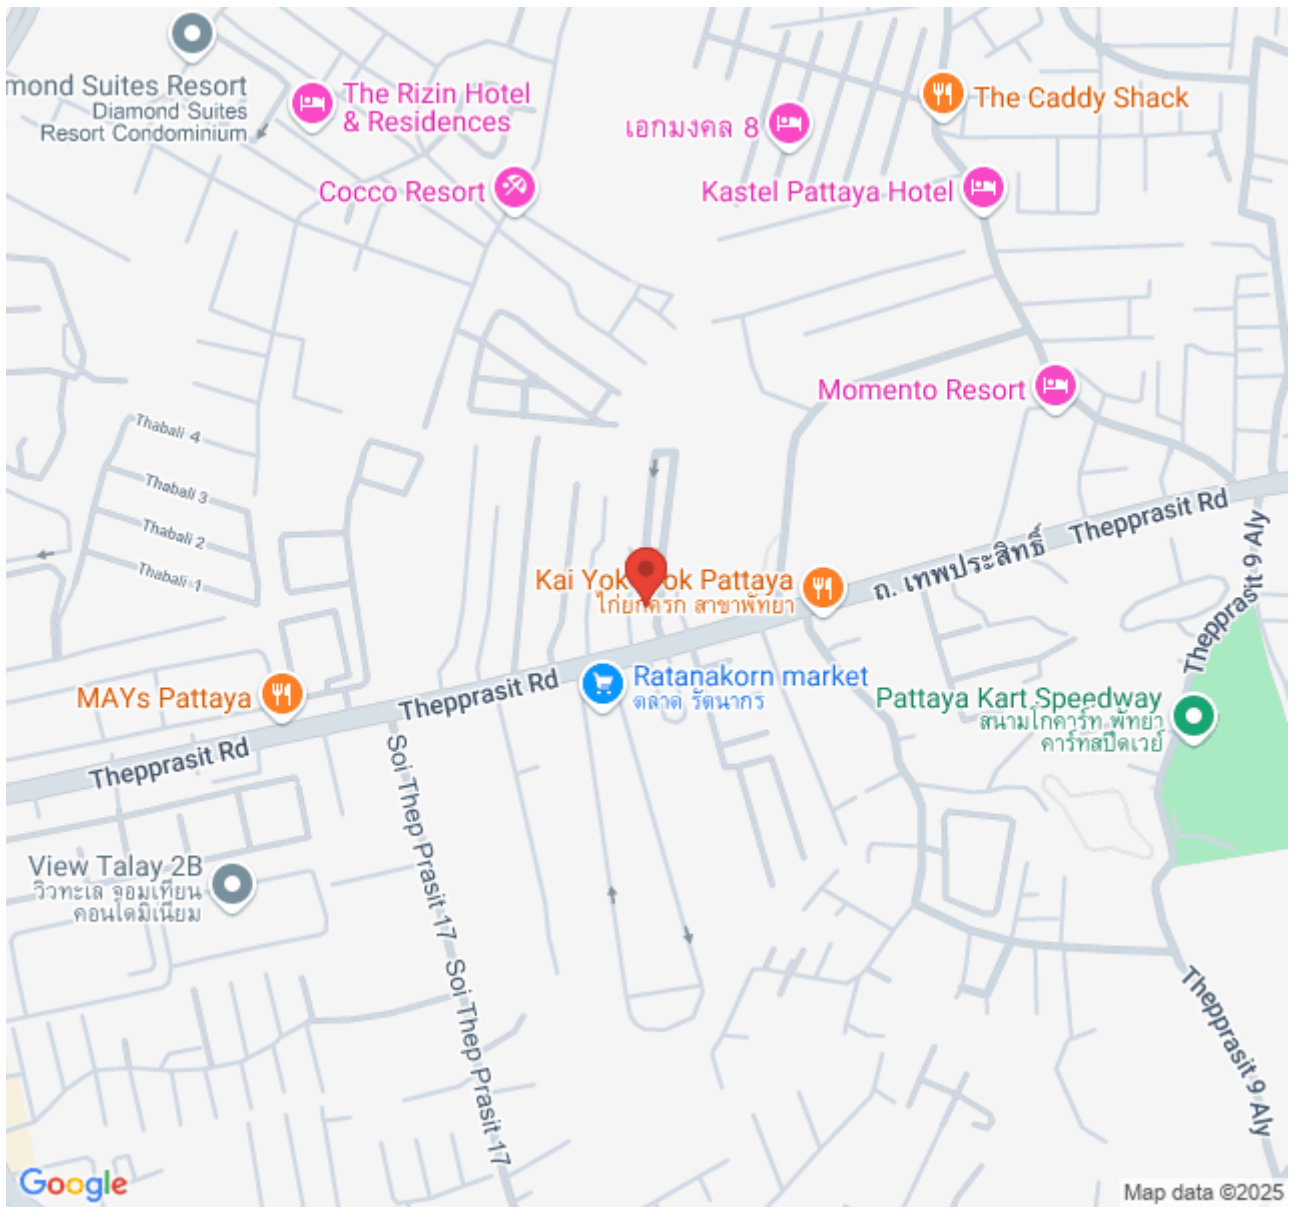 mond Suites Resort
Diamond Suites
Resort Condominium
The Rizin Hotel
& Residences
The Caddy Shack
เอกมงคล 8
Cocco Resort
Kastel Pattaya Hotel
Momento Resort
Thabali 4
Thabali 3
Thabali 2
Thabali 1
Thepprasit Rd
ถ. เทพประสิทธิ์
Thepprasit 9 Aly
Kai Yok Pattaya
ไก่ยกครก สาขาพัทยา
Ratanakorn market
ตลาด รัตนากร
Thepprasit Rd
MAYs Pattaya
Pattaya Kart Speedway
สนามโกคาร์ท พัทยา
คาร์ทสปีดเวย์
Thepprasit Rd
Soi Thep Prasit 17
View Talay 2B
วิวทะเล จอมเทียน
คอนโดมิเนียม
Soi Thep Prasit 17
Thepprasit 9 Aly
Google
Map data ©2025